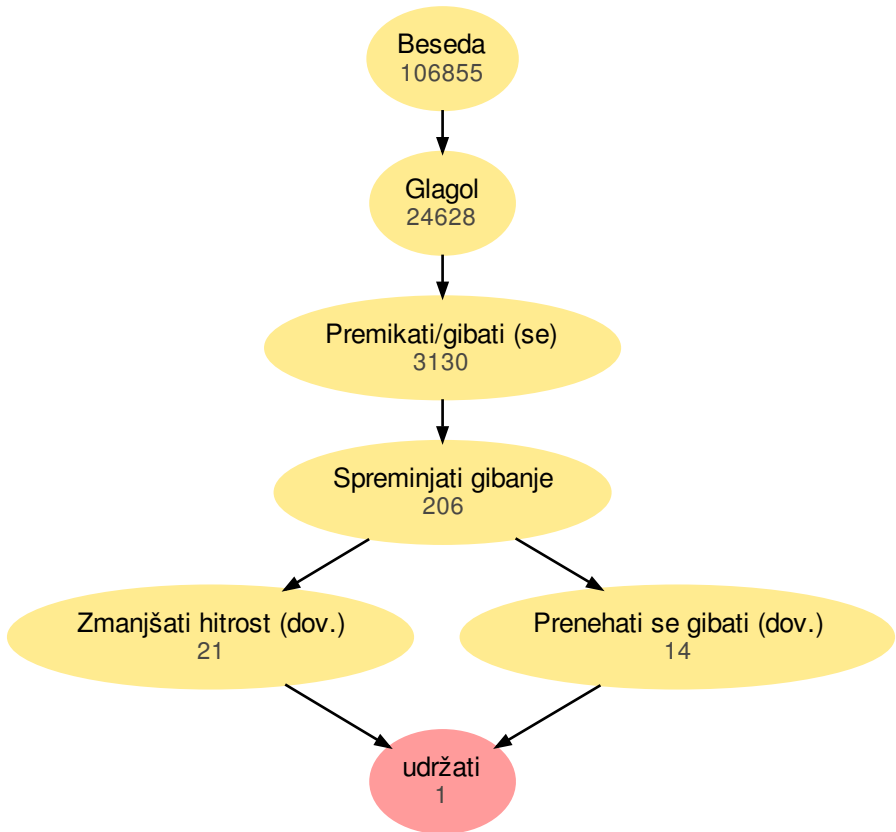 Beseda
106855
Glagol
24628
Premikati/gibati (se)
3130
Spreminjati gibanje
206
Zmanjšati hitrost (dov.)
21
Prenehati se gibati (dov.)
14
udržati
1